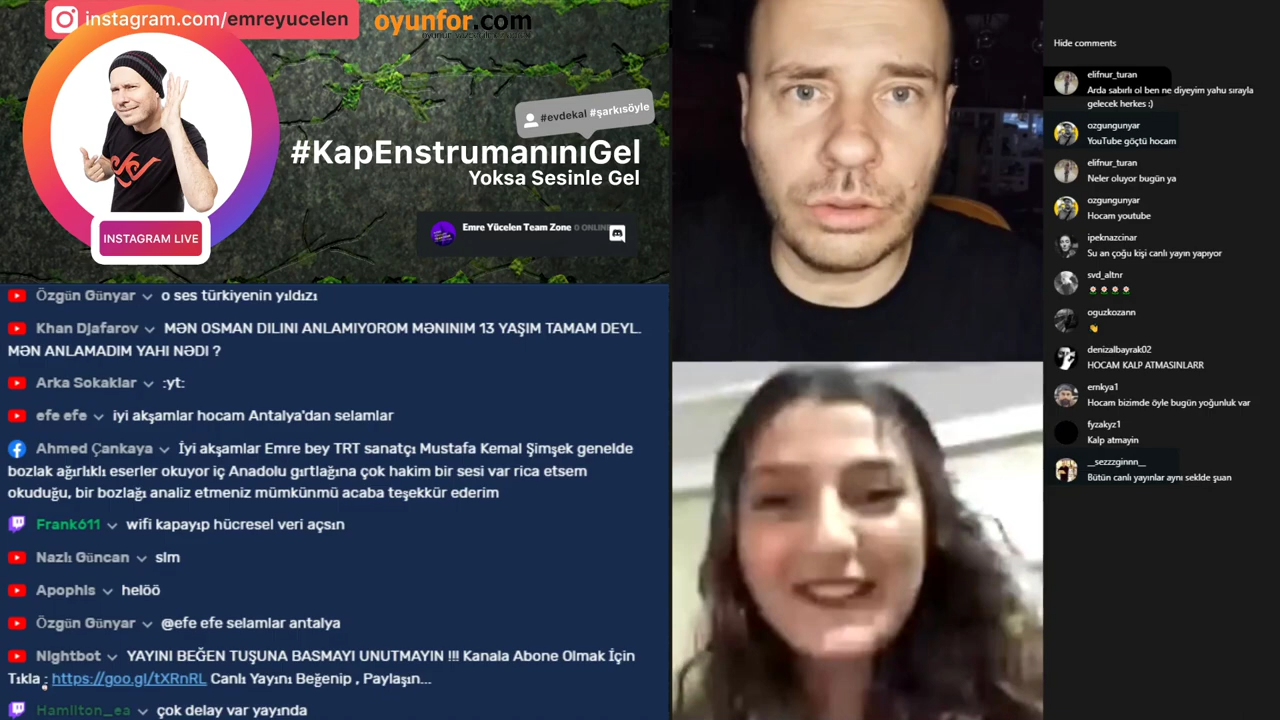 instagram.com/emreyucelen
oyunfor.com
#evdekal #şarkısöyle
#KapEnstrumanınıGel
Yoksa Sesinle Gel
Emre Yücelen Team Zone 0 ONLIN
INSTAGRAM LIVE
Özgün Günyar o ses türkiyenin yıldızı
Khan Djafarov MƏN OSMAN DILINI ANLAMIYOROM MƏNINIM 13 YAŞIM TAMAM DEYL.
MƏN ANLAMADIM YAHI NƏDI ?
Arka Sokaklar :yt:
efe efe iyi akşamlar hocam Antalya'dan selamlar
Ahmed Çankaya İyi akşamlar Emre bey TRT sanatçı Mustafa Kemal Şimşek genelde
bozlak ağırlıklı eserler okuyor iç Anadolu gırtlağına çok hakim bir sesi var rica etsem
okuduğu, bir bozlağı analiz etmeniz mümkünmü acaba teşekkür ederim
Frank611 wifi kapayıp hücresel veri açsın
Nazlı Güncan slm
Apophis helöö
Özgün Günyar @efe efe selamlar antalya
Nightbot YAYINI BEĞEN TUŞUNA BASMAYI UNUTMAYIN !!! Kanala Abone Olmak İçin
Tıkla ; https://goo.gl/tXRnRL Canlı Yayını Beğenip , Paylaşın...
Hamilton_ea çok delay var yayında
Hide comments
elifnur_turan
Arda sabırlı ol ben ne diyeyim yahu sırayla
gelecek herkes :)
ozgungunyar
YouTube göçtü hocam
elifnur_turan
Neler oluyor bugün ya
ozgungunyar
Hocam youtube
ipeknazcinar
Su an çoğu kişi canlı yayın yapıyor
svd_altnr
oguzkozann
denizalbayrak02
HOCAM KALP ATMASINLARR
emkya1
Hocam bizimde öyle bugün yoğunluk var
fyzakyz1
Kalp atmayin
__sezzzginnn__
Bütün canlı yayınlar aynı seklde şuan